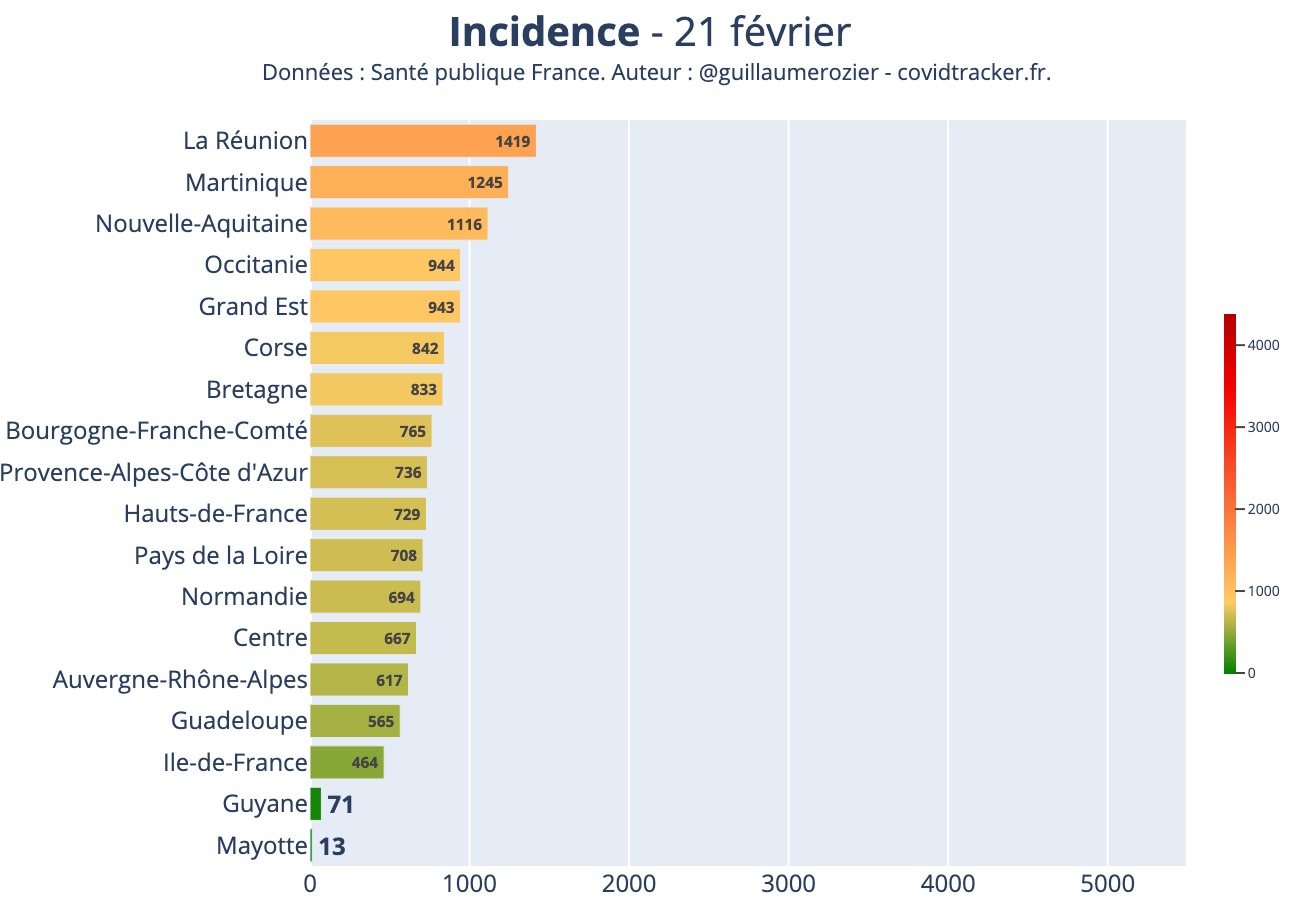 Incidence - 21 février
Données : Santé publique France. Auteur : @guillaumerozier - covidtracker.fr.
La Réunion 1419
Martinique 1245
Nouvelle-Aquitaine 1116
Occitanie 944
Grand Est 943
Corse 842
Bretagne 833
Bourgogne-Franche-Comté 765
Provence-Alpes-Côte d'Azur 736
Hauts-de-France 729
Pays de la Loire 708
Normandie 694
Centre 667
Auvergne-Rhône-Alpes 617
Guadeloupe 565
Ile-de-France 464
Guyane 71
Mayotte 13
0 1000 2000 3000 4000 5000
4000
3000
2000
1000
0